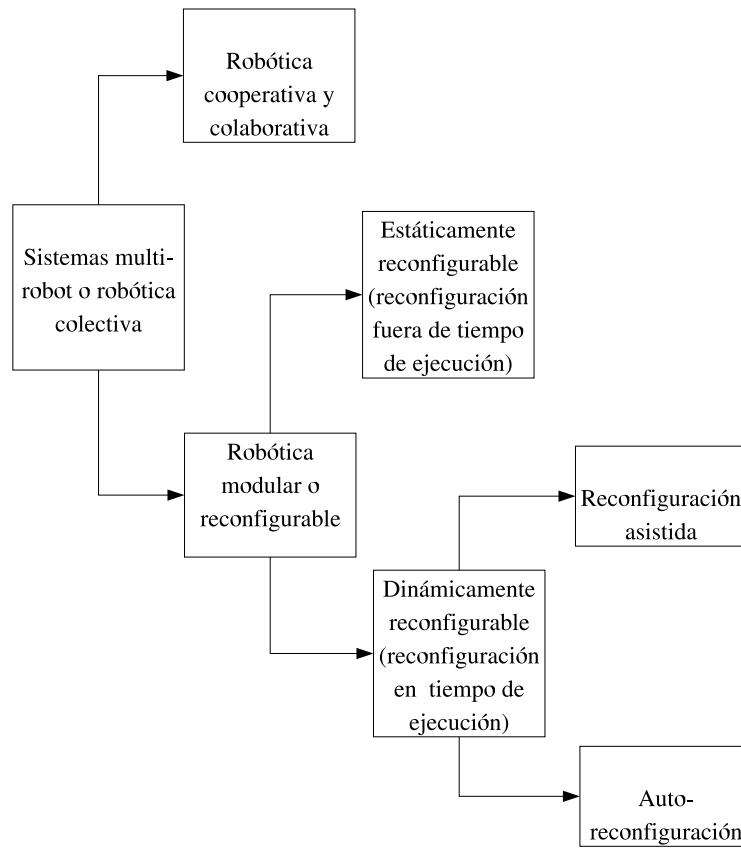 Robótica
cooperativa y
colaborativa
Sistemas multi-
robot o robótica
colectiva
Estáticamente
reconfigurable
(reconfiguración
fuera de tiempo
de ejecución)
Robótica
modular o
reconfigurable
Reconfiguración
asistida
Dinámicamente
reconfigurable
(reconfiguración
en tiempo de
ejecución)
Auto-
reconfiguración